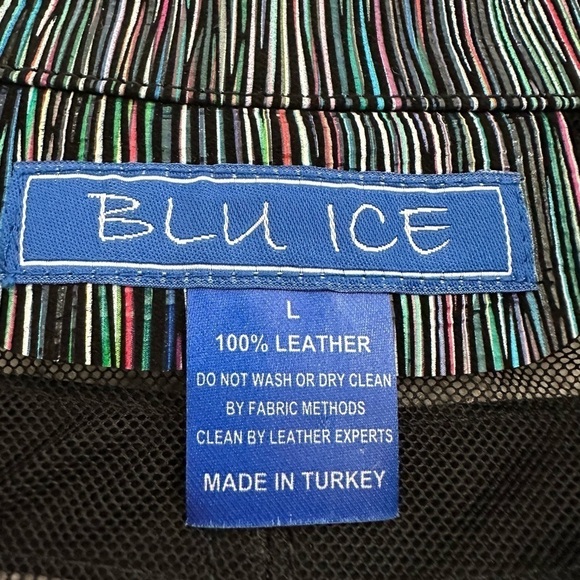 BLU ICE
L
100% LEATHER
DO NOT WASH OR DRY CLEAN
BY FABRIC METHODS
CLEAN BY LEATHER EXPERTS
MADE IN TURKEY